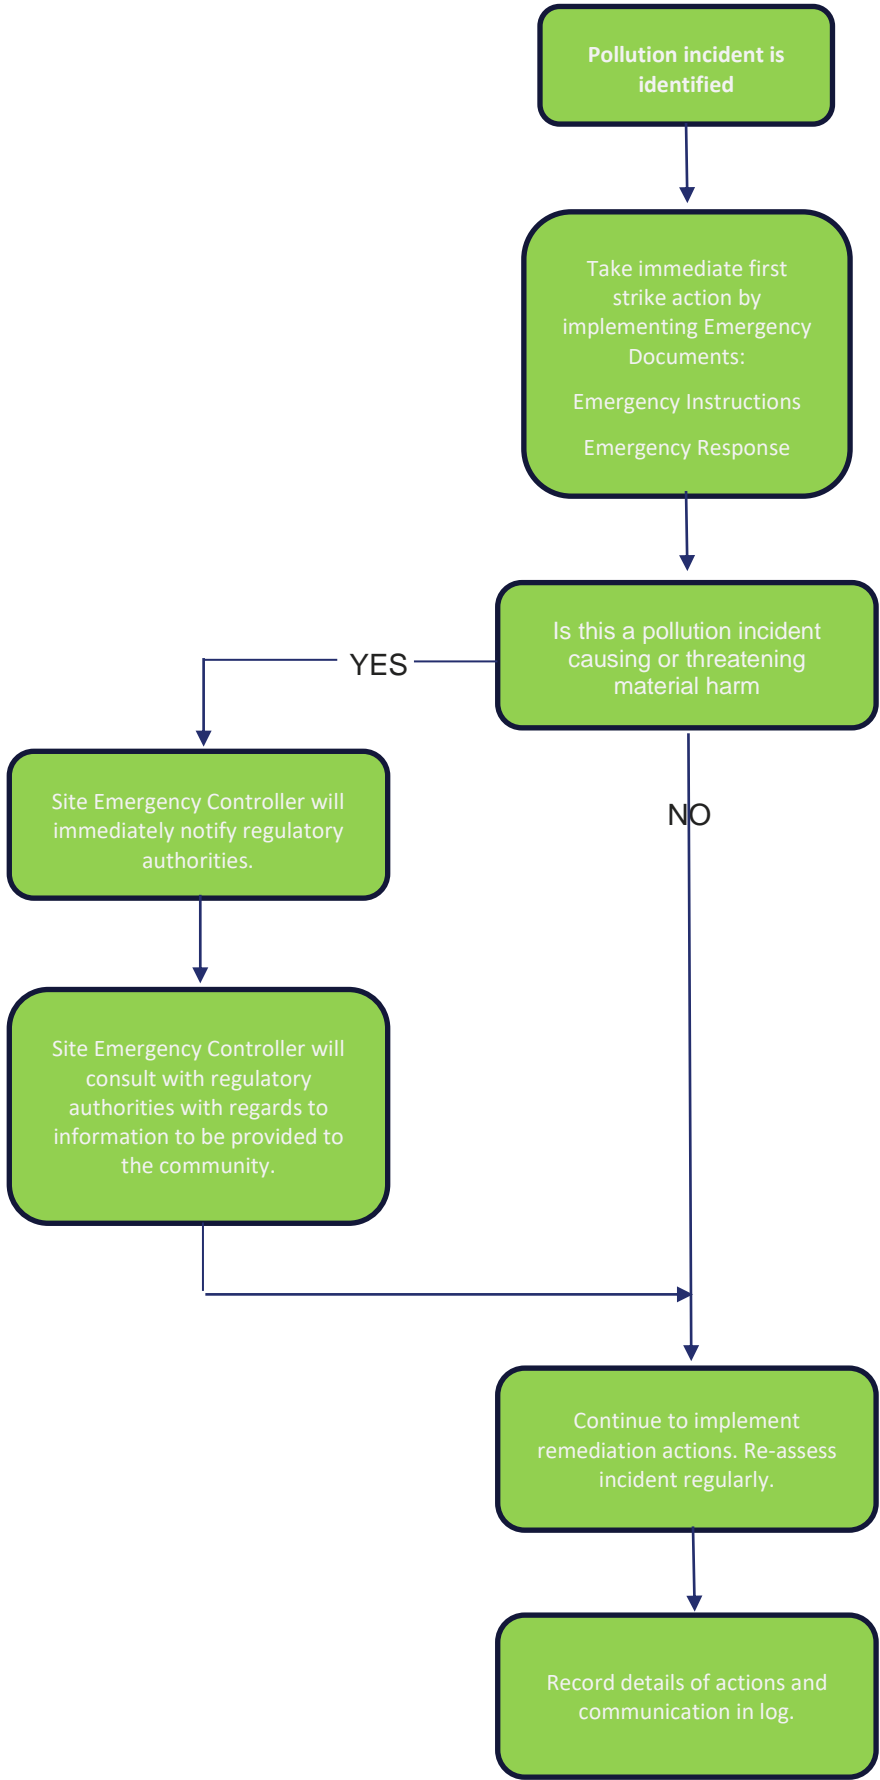 Pollution incident is
identified
Take immediate first
strike action by
implementing Emergency
Documents:
Emergency Instructions
Emergency Response
Is this a pollution incident
causing or threatening
material harm
YES
NO
Site Emergency Controller will
immediately notify regulatory
authorities.
Site Emergency Controller will
consult with regulatory
authorities with regards to
information to be provided to
the community.
Continue to implement
remediation actions. Re-assess
incident regularly.
Record details of actions and
communication in log.